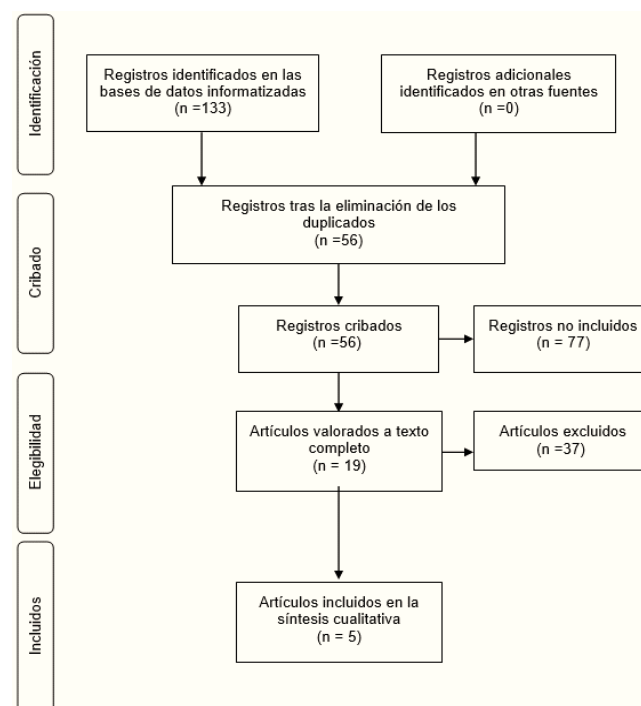 Identificación
Registros identificados en las
bases de datos informatizadas
(n =133)
Registros adicionales
identificados en otras fuentes
(n =0)
Registros tras la eliminación de los
duplicados
(n =56)
Cribado
Registros cribados
(n =56)
Registros no incluidos
(n = 77)
Elegibilidad
Artículos valorados a texto
completo
(n = 19)
Artículos excluidos
(n =37)
Incluidos
Artículos incluidos en la
síntesis cualitativa
(n = 5)